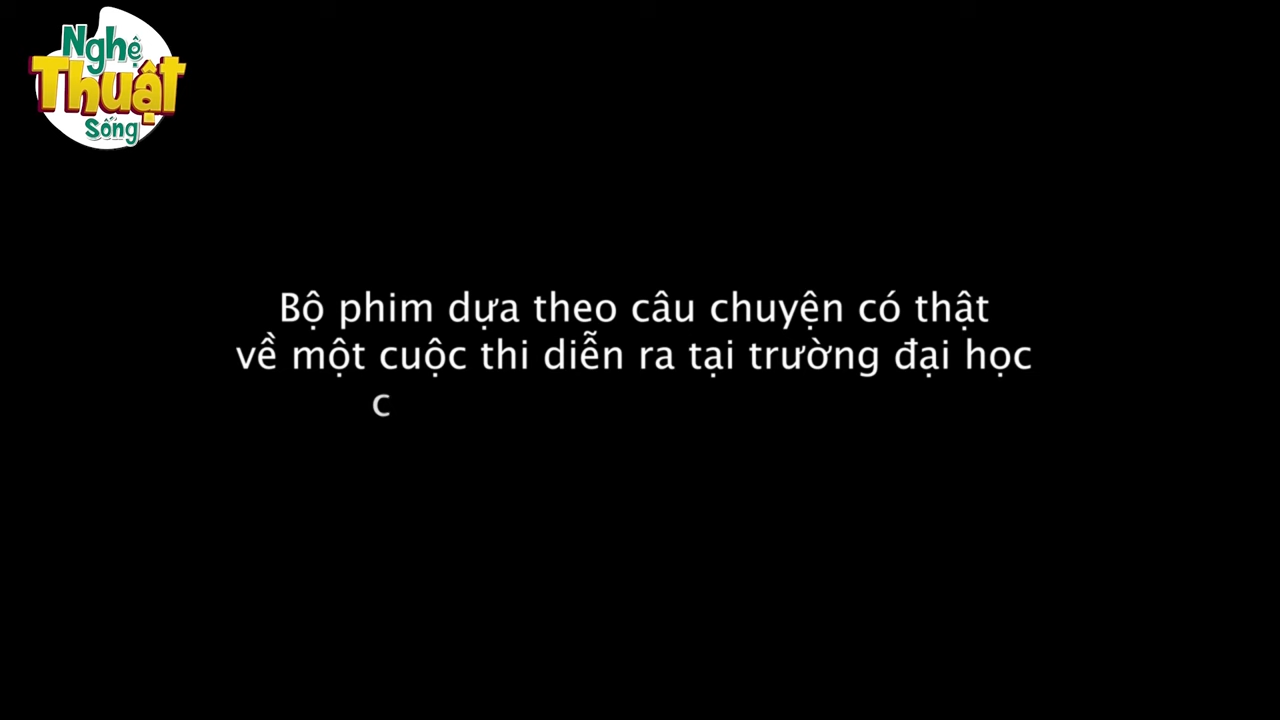 Nghệ
Thuật
Sống
Bộ phim dựa theo câu chuyện có thật
về một cuộc thi diễn ra tại trường đại học
c